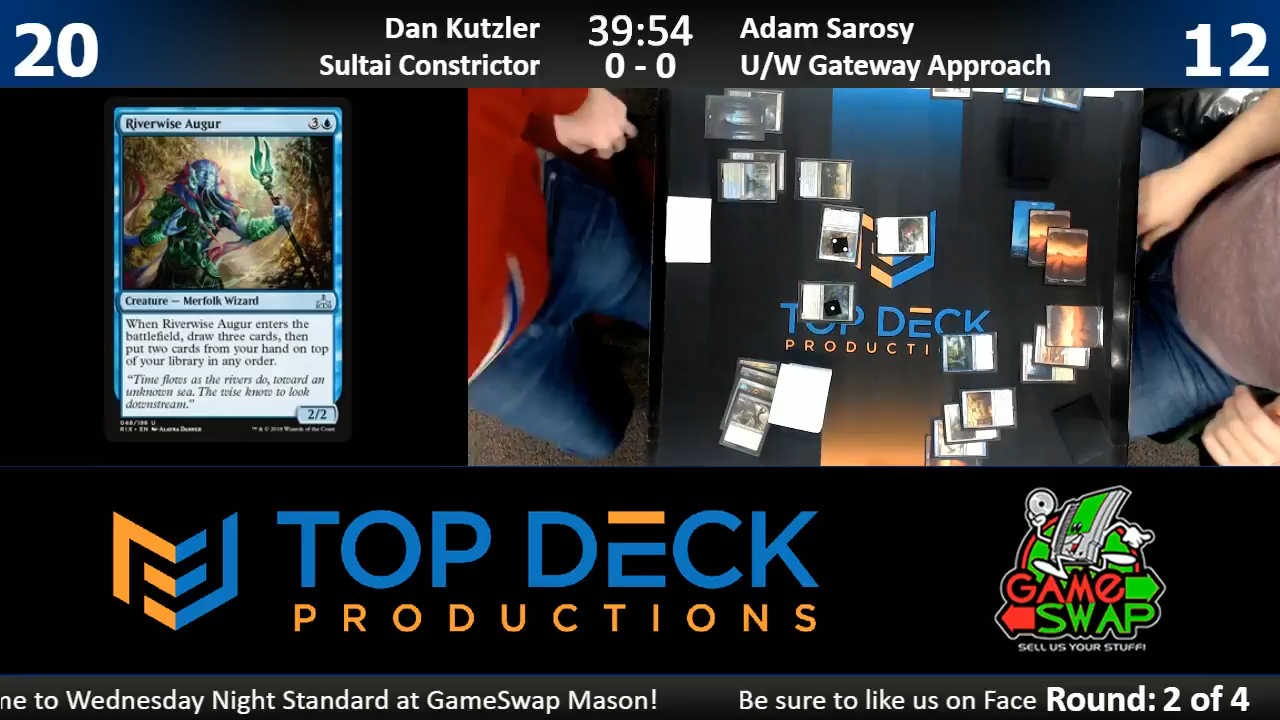 20
Dan Kutzler
Sultai Constrictor
39:54
0 - 0
Adam Sarosy
U/W Gateway Approach
12
Riverwise Augur 3
Creature — Merfolk Wizard
When Riverwise Augur enters the
battlefield, draw three cards, then
put two cards from your hand on top
of your library in any order.
"Time flows as the rivers do, toward an
unknown sea. The wise know to look
downstream."
2/2
048/196 U
TOP DECK
PRODUCTI
TOP DECK
PRODUCTIONS
GAME
SWAP
SELL US YOUR STUFF!
me to Wednesday Night Standard at GameSwap Mason!
Be sure to like us on Face
Round: 2 of 4